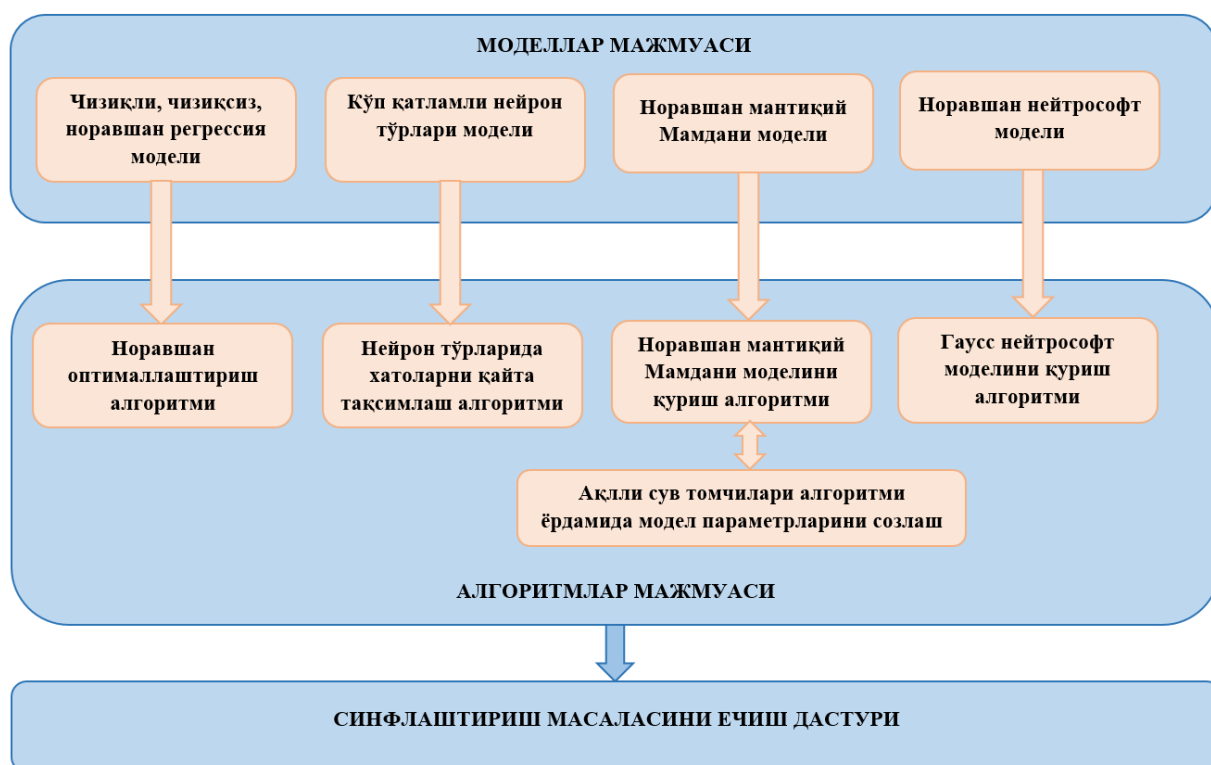 МОДЕЛЛАР МАЖМУАСИ
Чизиқли, чизиқсиз,
норавшан регрессия
модели
Кўп қатламли нейрон
тўрлари модели
Норавшан мантиқий
Мамдани модели
Норавшан нейтрософт
модели
Норавшан
оптималлаштириш
алгоритми
Нейрон тўрларида
хатоларни қайта
тақсимлаш алгоритми
Норавшан мантиқий
Мамдани моделини
қуриш алгоритми
Гаусс нейтрософт
моделини қуриш
алгоритми
Ақлли сув томчилари алгоритми
ёрдамида модел параметрларини созлаш
АЛГОРИТМЛАР МАЖМУАСИ
СИНФЛАШТИРИШ МАСАЛАСИНИ ЕЧИШ ДАСТУРИ